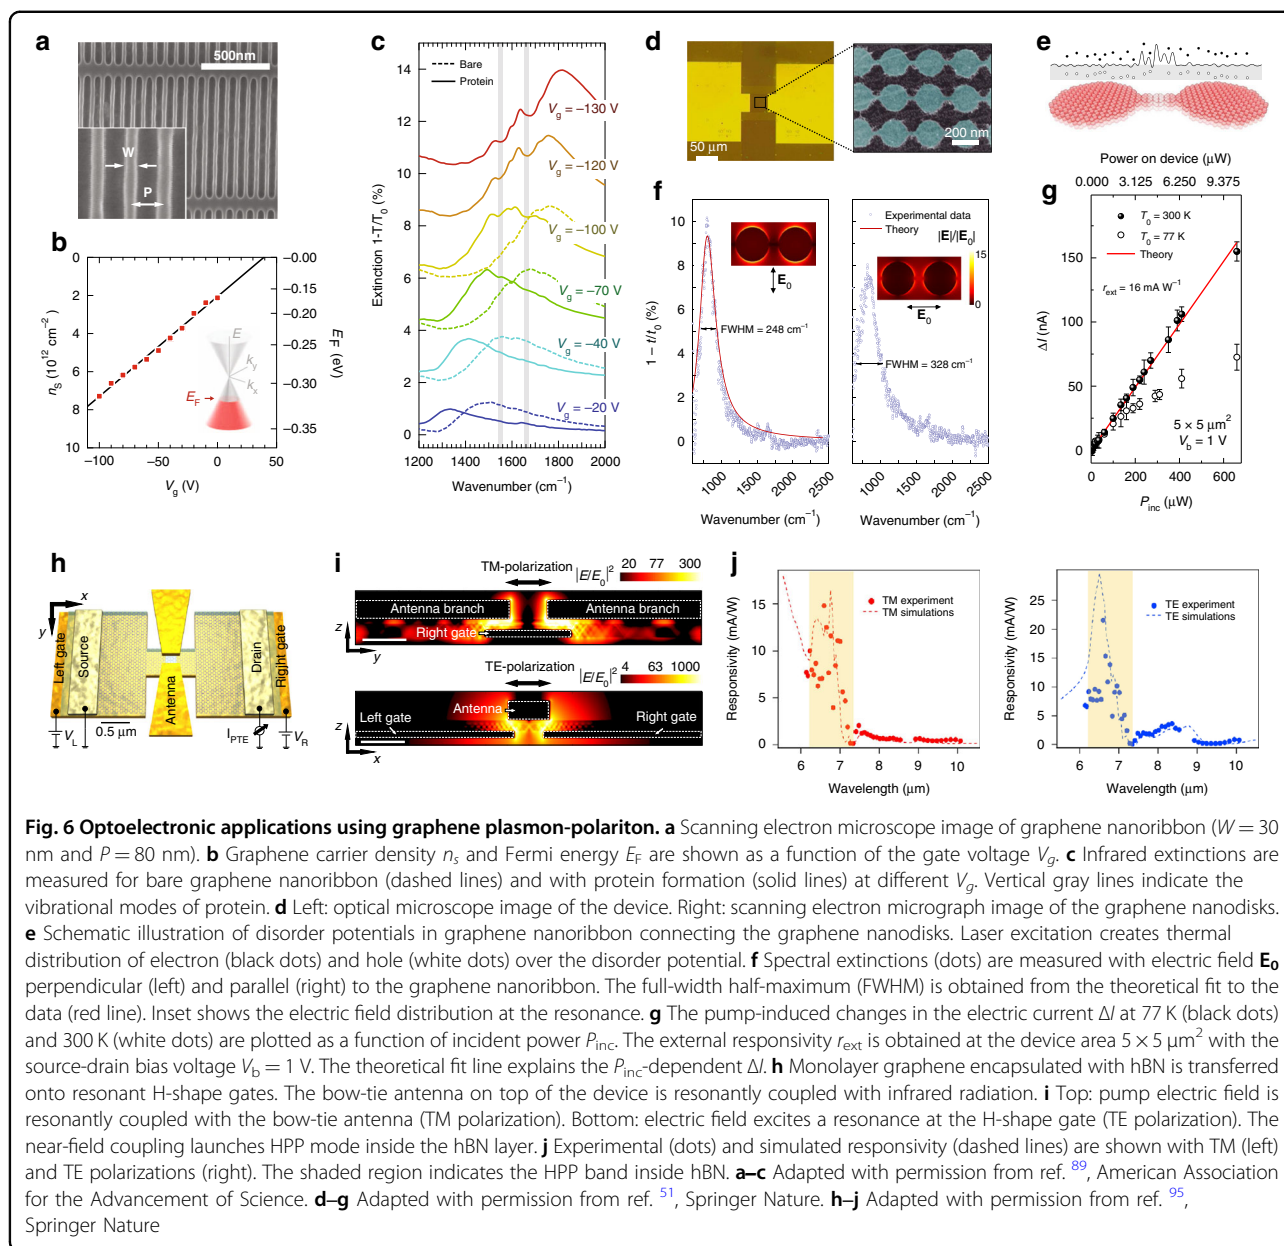 a
500nm
W
P
b
0
2
4
6
8
10
n_S (10^12 cm^−2)
−0.00
−0.16
−0.20
−0.25
−0.30
−0.35
E_F (eV)
E
k_y
k_x
E_F
−100
−50
0
50
V_g (V)
c
Bare
Protein
14
12
10
8
6
4
2
0
Extinction 1-T/T_0 (%)
V_g = −130 V
V_g = −120 V
V_g = −100 V
V_g = −70 V
V_g = −40 V
V_g = −20 V
1200 1400 1600 1800 2000
Wavenumber (cm^−1)
d
50 μm
200 nm
e
f
10
8
6
4
2
0
1 − t/t_0 (%)
E_0
FWHM = 248 cm^−1
1000
1500
2000
2500
Wavenumber (cm^−1)
Experimental data
Theory
|E|/|E_0|
15
0
E_0
FWHM = 328 cm^−1
1000
1500
2000
2500
Wavenumber (cm^−1)
g
Power on device (μW)
0.000 3.125 6.250 9.375
T_0 = 300 K
T_0 = 77 K
Theory
r_ext = 16 mA W^−1
150
100
50
0
ΔI (nA)
5 × 5 μm^2
V_b = 1 V
0 200 400 600
P_inc (μW)
h
x
y
Left gate
Source
Antenna
Drain
Right gate
0.5 μm
V_L
I_PTE
V_R
i
TM-polarization
|E/E_0|^2
20 77 300
Antenna branch
Antenna branch
Right gate
z
y
TE-polarization
|E/E_0|^2
4 63 1000
Antenna
Left gate
Right gate
z
x
j
TM experiment
TM simulations
15
10
5
0
Responsivity (mA/W)
6 7 8 9 10
Wavelength (μm)
TE experiment
TE simulations
25
20
15
10
5
0
Responsivity (mA/W)
6 7 8 9 10
Wavelength (μm)
Fig. 6 Optoelectronic applications using graphene plasmon-polariton. a Scanning electron microscope image of graphene nanoribbon (W = 30
nm and P = 80 nm). b Graphene carrier density n_s and Fermi energy E_F are shown as a function of the gate voltage V_g. c Infrared extinctions are
measured for bare graphene nanoribbon (dashed lines) and with protein formation (solid lines) at different V_g. Vertical gray lines indicate the
vibrational modes of protein. d Left: optical microscope image of the device. Right: scanning electron micrograph image of the graphene nanodisks.
e Schematic illustration of disorder potentials in graphene nanoribbon connecting the graphene nanodisks. Laser excitation creates thermal
distribution of electron (black dots) and hole (white dots) over the disorder potential. f Spectral extinctions (dots) are measured with electric field E_0
perpendicular (left) and parallel (right) to the graphene nanoribbon. The full-width half-maximum (FWHM) is obtained from the theoretical fit to the
data (red line). Inset shows the electric field distribution at the resonance. g The pump-induced changes in the electric current ΔI at 77 K (black dots)
and 300 K (white dots) are plotted as a function of incident power P_inc. The external responsivity r_ext is obtained at the device area 5 × 5 μm^2 with the
source-drain bias voltage V_b = 1 V. The theoretical fit line explains the P_inc-dependent ΔI. h Monolayer graphene encapsulated with hBN is transferred
onto resonant H-shape gates. The bow-tie antenna on top of the device is resonantly coupled with infrared radiation. i Top: pump electric field is
resonantly coupled with the bow-tie antenna (TM polarization). Bottom: electric field excites a resonance at the H-shape gate (TE polarization). The
near-field coupling launches HPP mode inside the hBN layer. j Experimental (dots) and simulated responsivity (dashed lines) are shown with TM (left)
and TE polarizations (right). The shaded region indicates the HPP band inside hBN. a–c Adapted with permission from ref. 89, American Association
for the Advancement of Science. d–g Adapted with permission from ref. 51, Springer Nature. h–j Adapted with permission from ref. 95,
Springer Nature